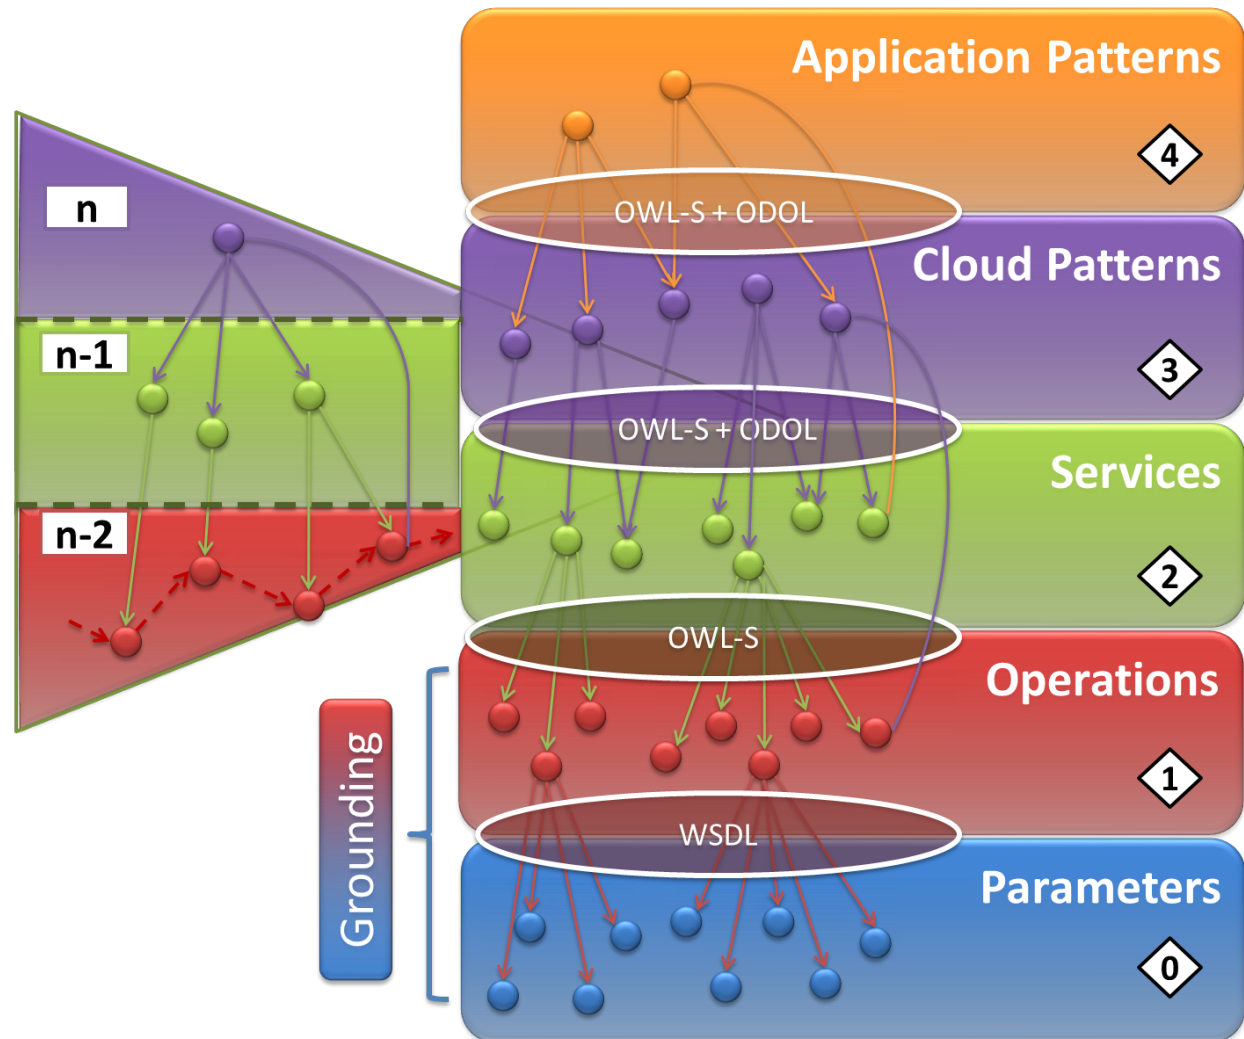 Application Patterns
4
n
OWL-S + ODOL
Cloud Patterns
n-1
3
OWL-S + ODOL
Services
n-2
2
OWL-S
Operations
Grounding
1
WSDL
Parameters
0